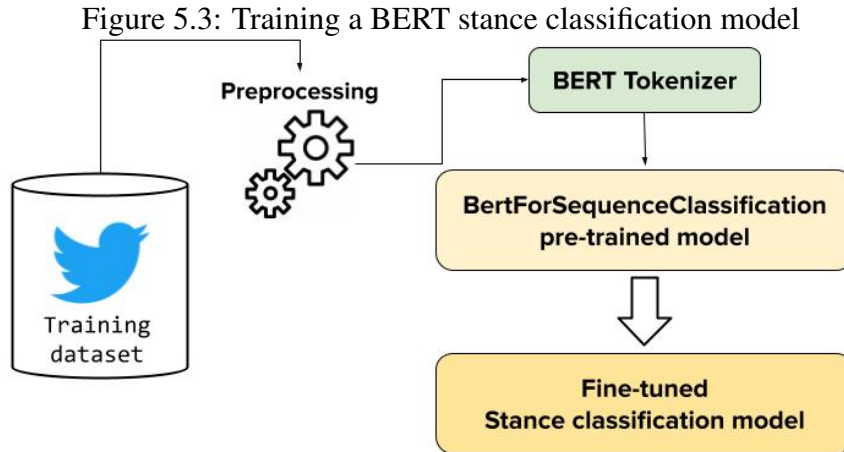 Figure 5.3: Training a BERT stance classification model
Preprocessing
BERT Tokenizer
BertForSequenceClassification
pre-trained model
Training
dataset
Fine-tuned
Stance classification model